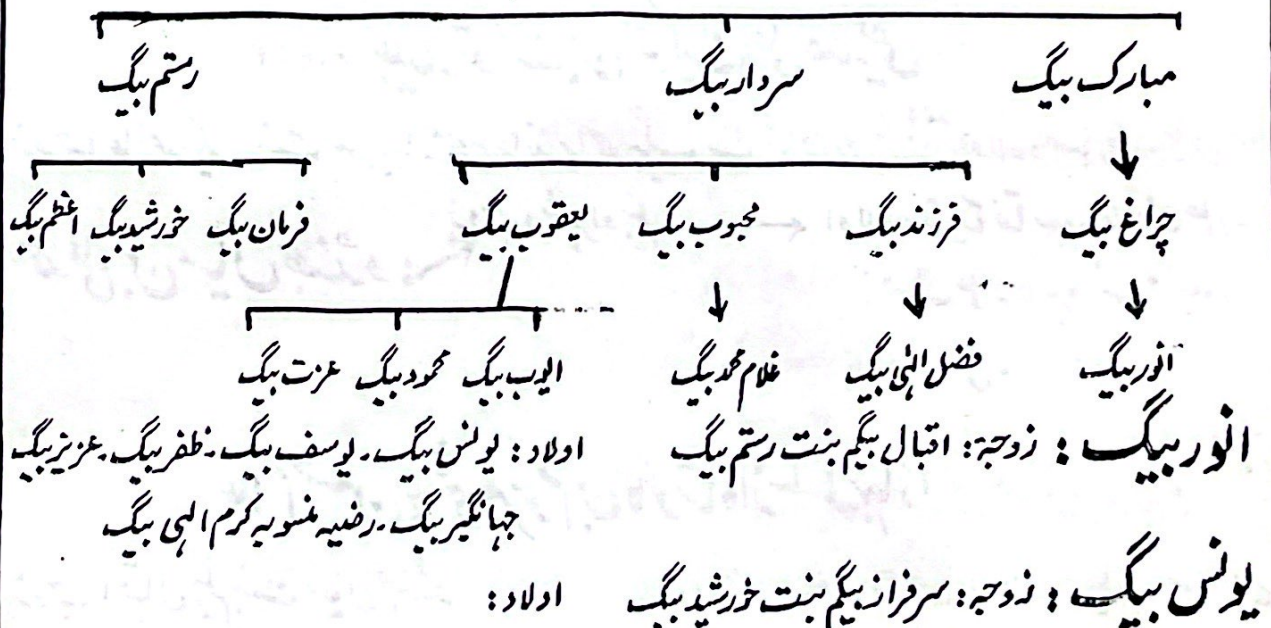 مبارک بیگ سردار بیگ رستم بیگ
چراغ بیگ فرزند بیگ محبوب بیگ یعقوب بیگ فرمان بیگ خورشید بیگ اعظم بیگ
انور بیگ فضل الٰہی بیگ غلام محمد بیگ ایوب بیگ محمود بیگ عزت بیگ
انور بیگ : زوجہ: اقبال بیگم بنت رستم بیگ اولاد: یونس بیگ۔ یوسف بیگ۔ ظفر بیگ۔ عزیز بیگ
جہانگیر بیگ۔ رضیہ منسوبہ کرم الٰہی بیگ
یونس بیگ : زوجہ: سرفراز بیگم بنت خورشید بیگ اولاد: